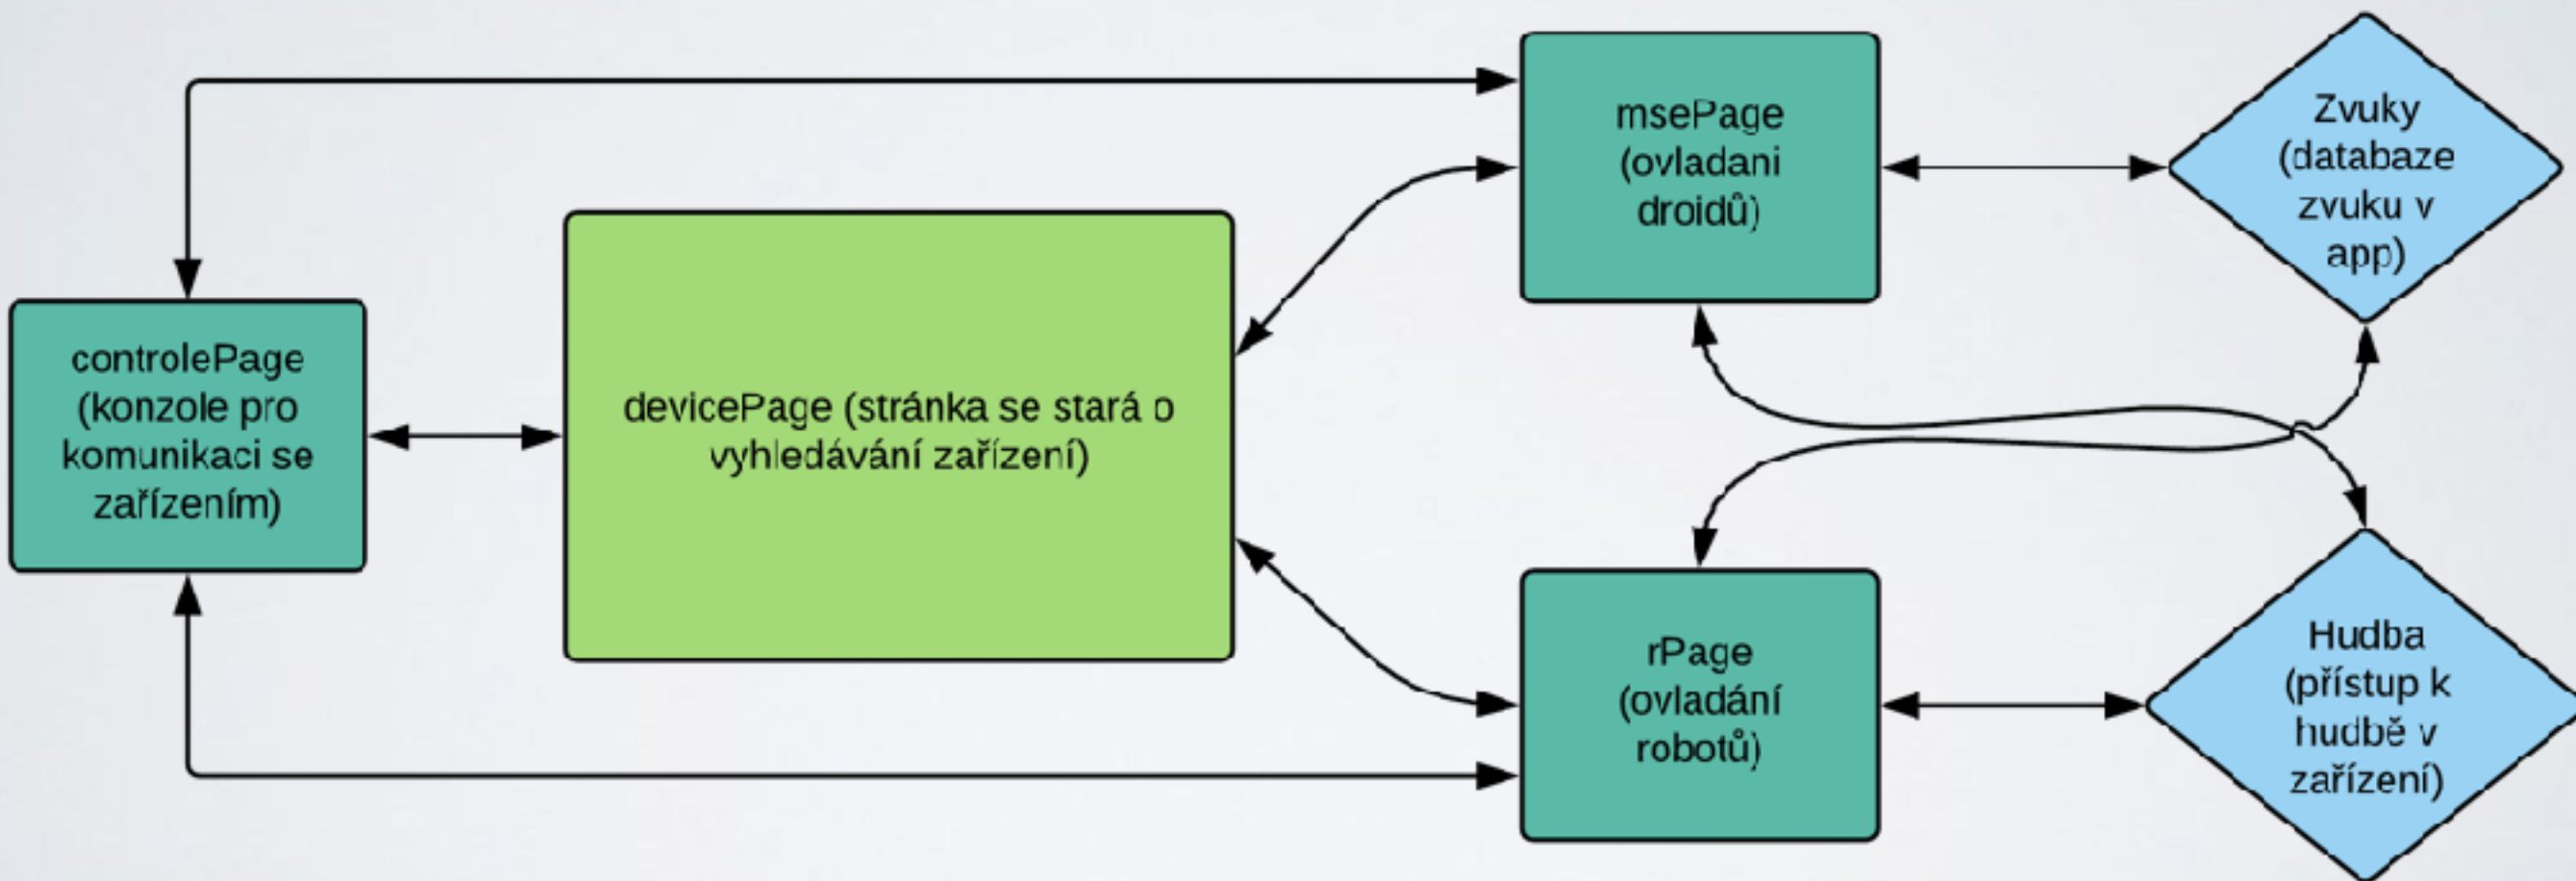 controlePage
(konzole pro
komunikaci se
zařízením)
devicePage (stránka se stará o
vyhledávání zařízení)
msePage
(ovladani
droidů)
Zvuky
(databaze
zvuku v
app)
rPage
(ovladání
robotů)
Hudba
(přístup k
hudbě v
zařízení)